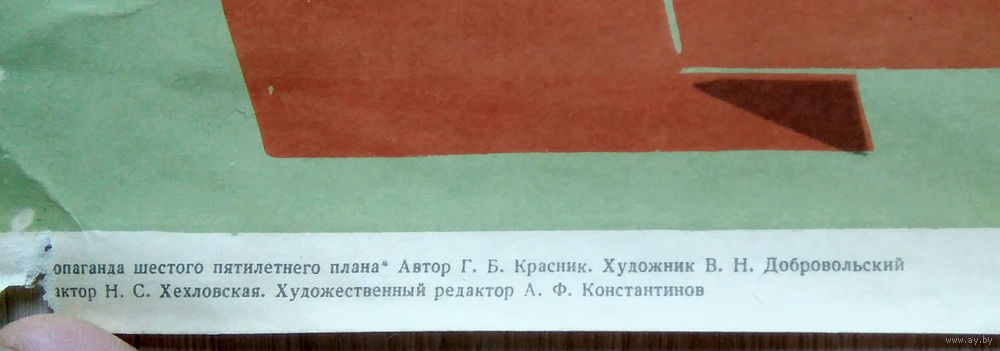 опаганда шестого пятилетнего плана“ Автор Г. Б. Красник. Художник В. Н. Добровольский
актор Н. С. Хехловская. Художественный редактор А. Ф. Константинов
www.ay.by